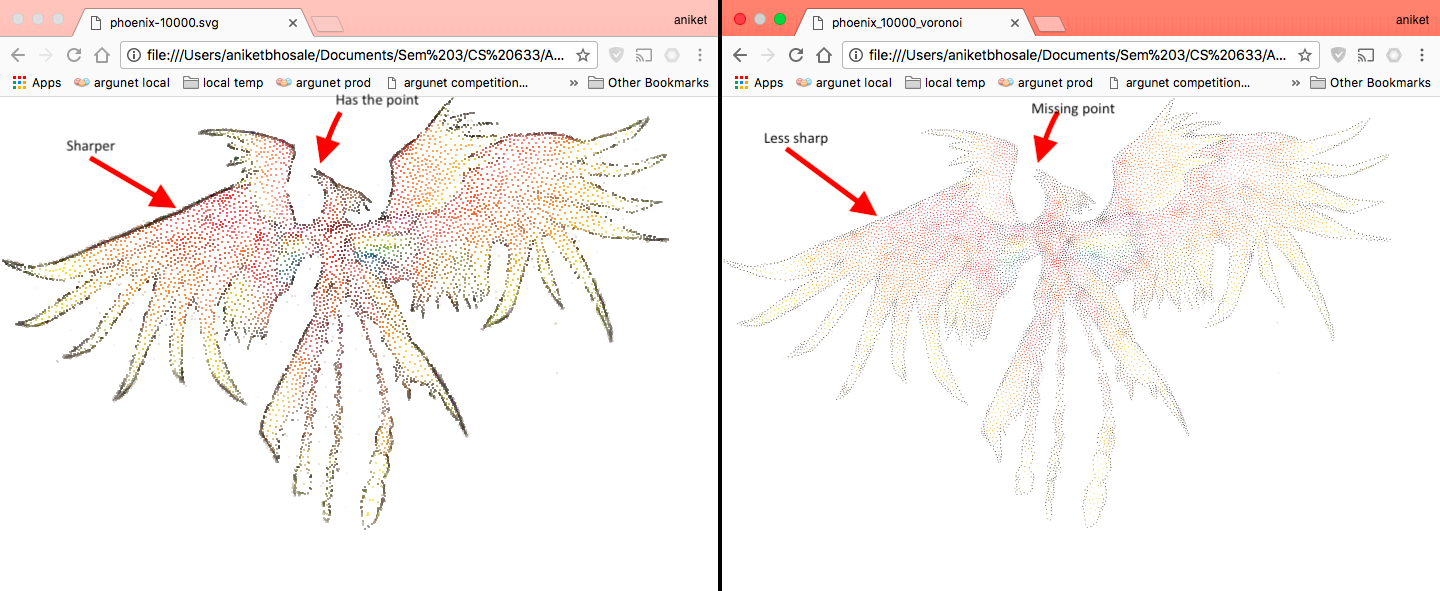 phoenix-10000.svg
aniket
file:///Users/aniketbhosale/Documents/Sem%203/CS%20633/A...
Apps argunet local local temp argunet prod argunet competition... » Other Bookmarks
Has the point
Sharper
phoenix_10000_voronoi
aniket
file:///Users/aniketbhosale/Documents/Sem%203/CS%20633/A...
Apps argunet local local temp argunet prod argunet competition... » Other Bookmarks
Missing point
Less sharp